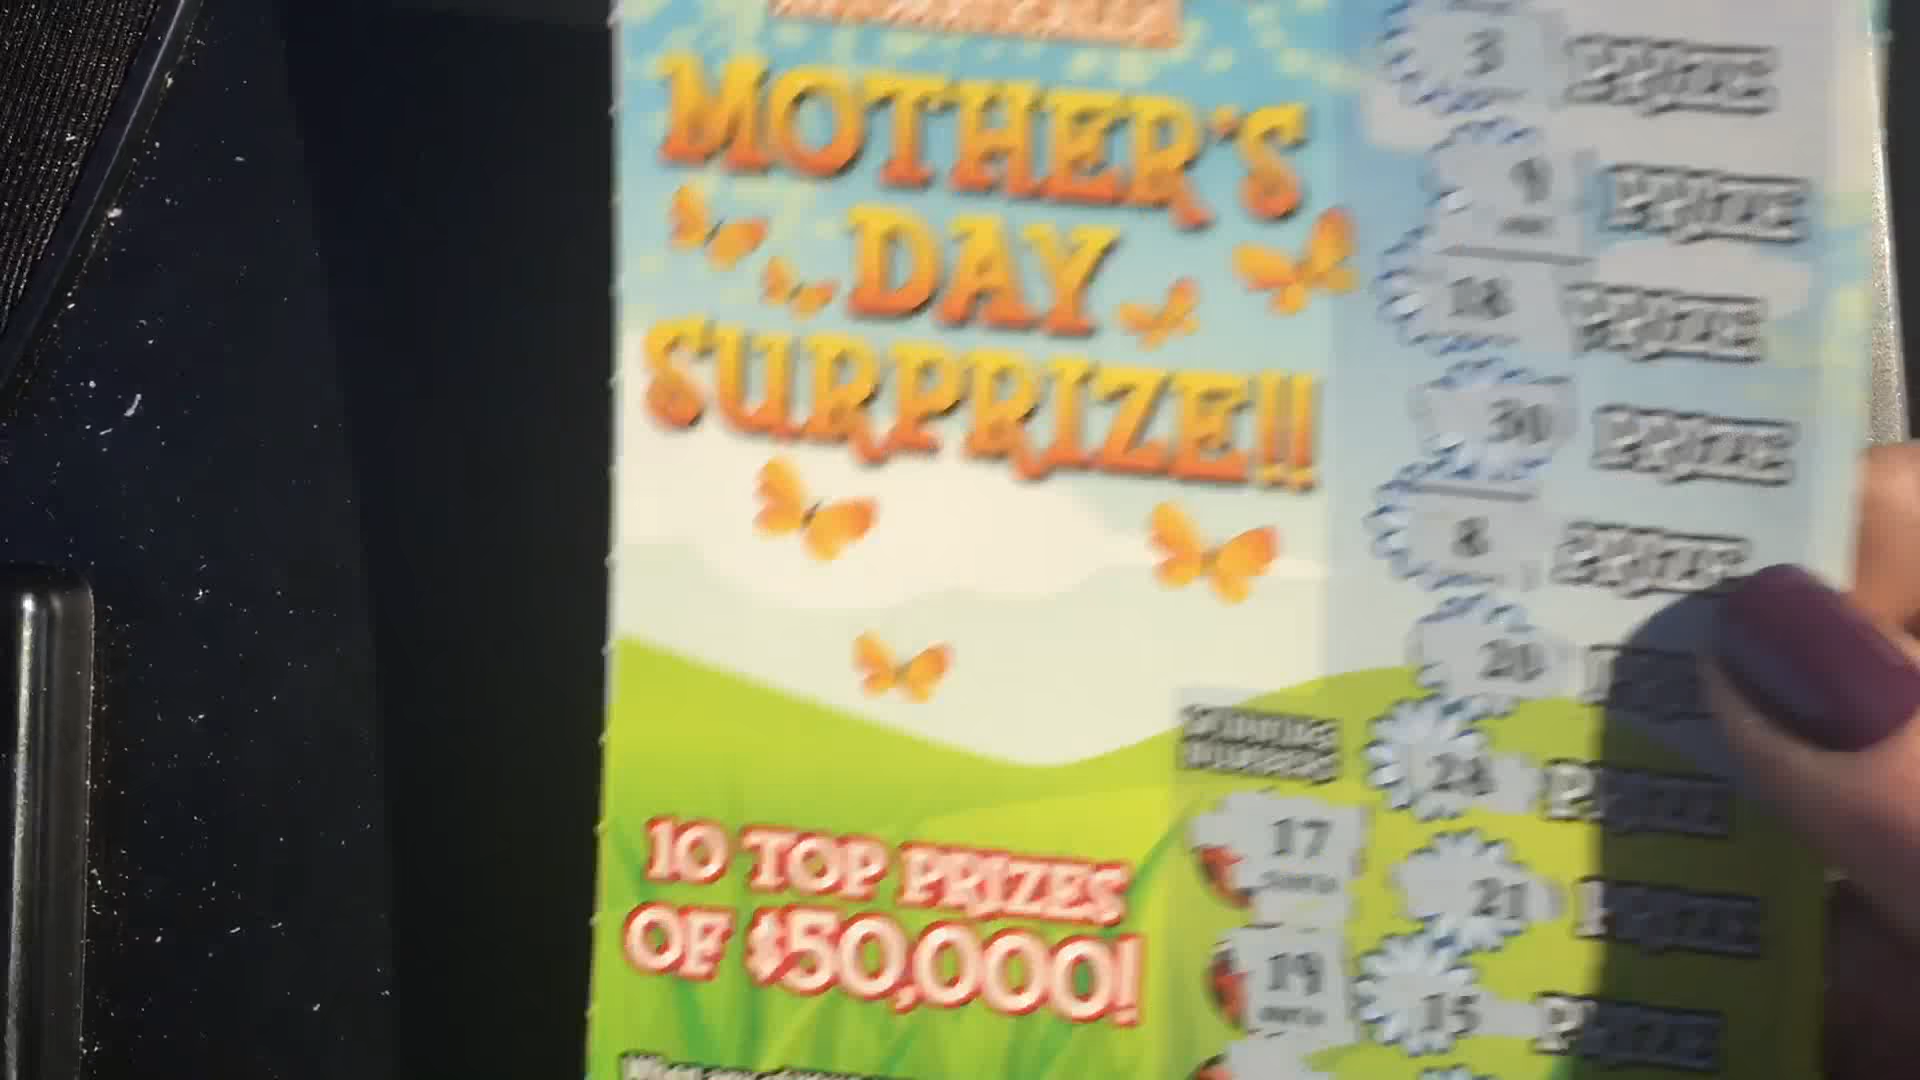 MOTHER'S
DAY
SURPRIZE!!
10 TOP PRIZES
OF $50,000!
3 PRIZE
9 PRIZE
18 PRIZE
30 PRIZE
8 PRIZE
20
24 PRIZE
21 PRIZE
15 PRIZE
17
19